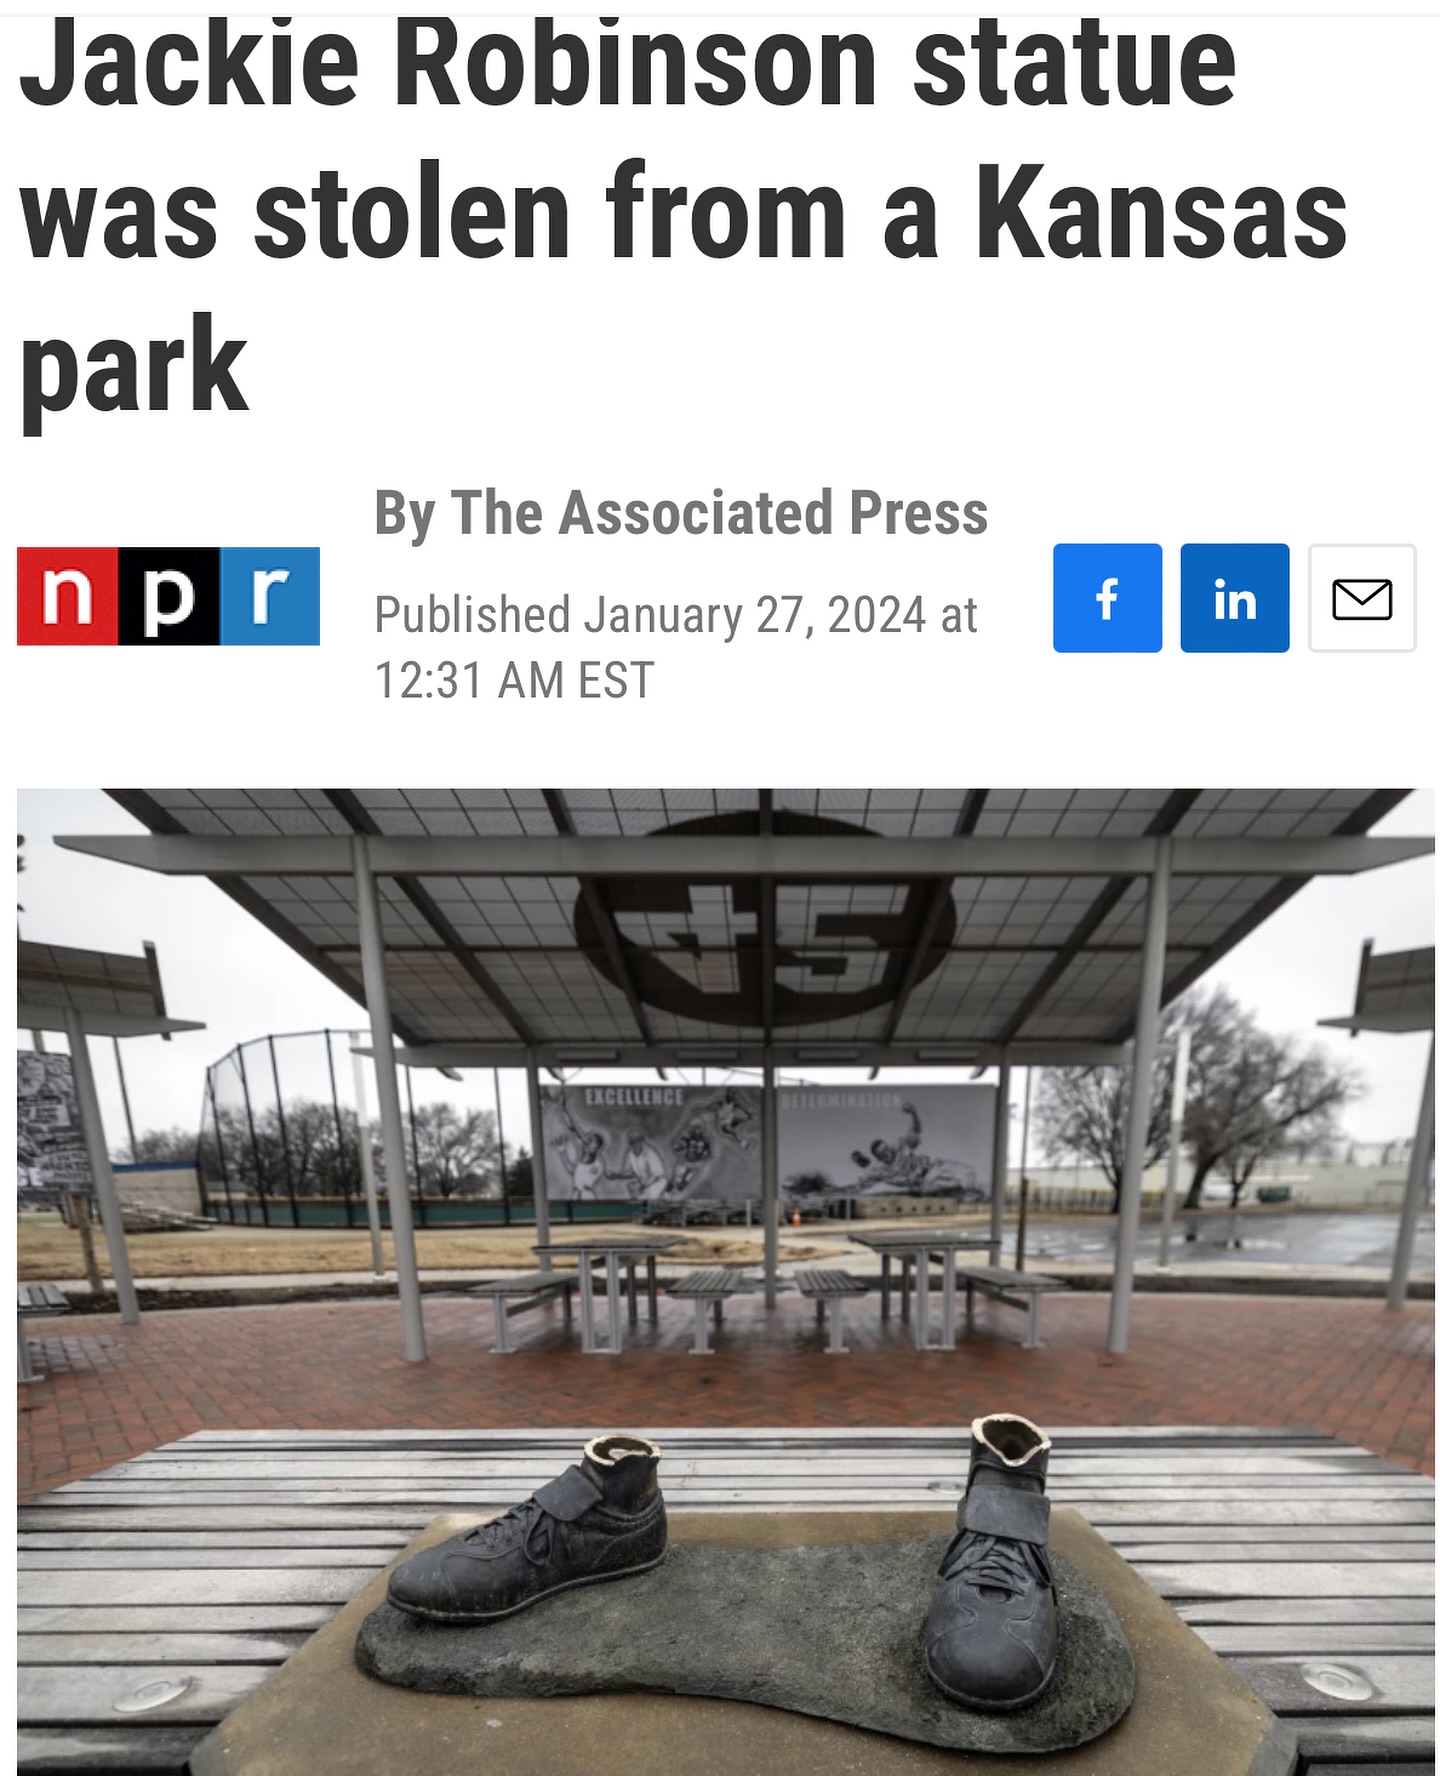 Jackie Robinson statue
was stolen from a Kansas
park
npr
By The Associated Press
Published January 27, 2024 at
12:31 AM EST
f
in
45
EXCELLENCE
DETERMINATION